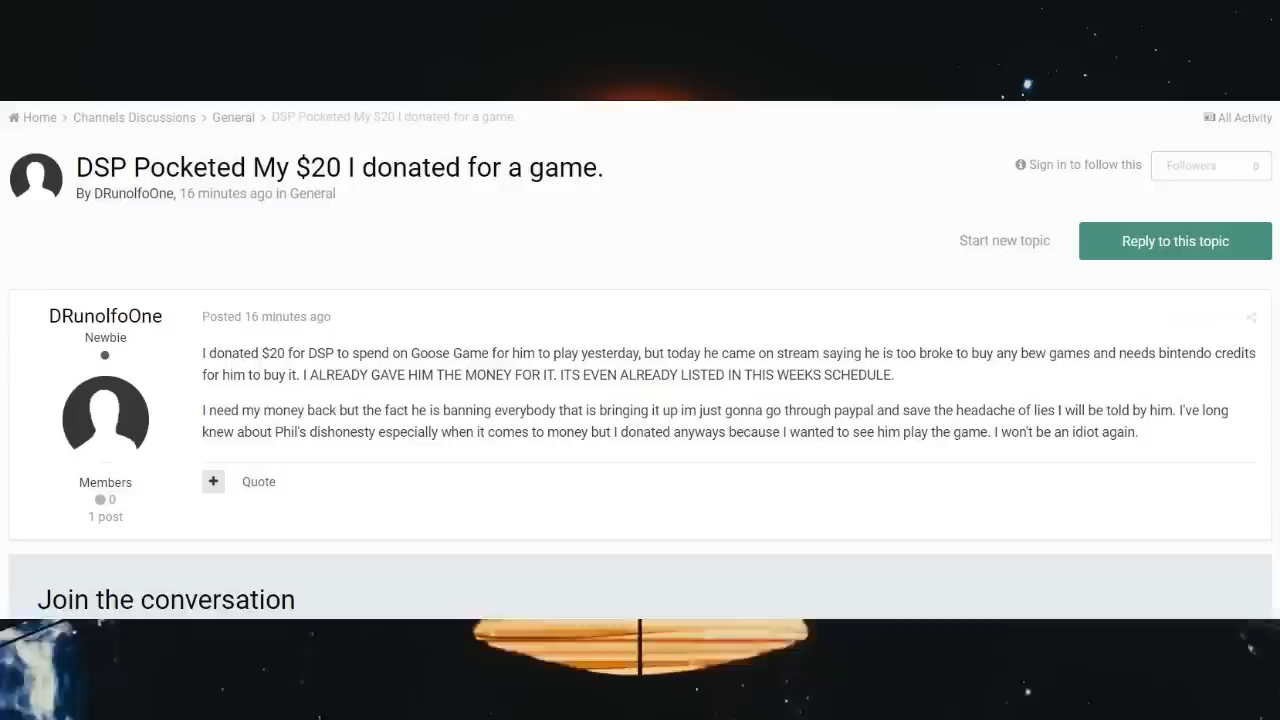 Home > Channels Discussions > General > DSP Pocketed My $20 I donated for a game.
All Activity
DSP Pocketed My $20 I donated for a game.
By DRunolfoOne, 16 minutes ago in General
Sign in to follow this
Followers 0
Start new topic
Reply to this topic
DRunolfoOne
Newbie
Members
0
1 post
Posted 16 minutes ago
I donated $20 for DSP to spend on Goose Game for him to play yesterday, but today he came on stream saying he is too broke to buy any bew games and needs bintendo credits
for him to buy it. I ALREADY GAVE HIM THE MONEY FOR IT. ITS EVEN ALREADY LISTED IN THIS WEEKS SCHEDULE.
I need my money back but the fact he is banning everybody that is bringing it up im just gonna go through paypal and save the headache of lies I will be told by him. I've long
knew about Phil's dishonesty especially when it comes to money but I donated anyways because I wanted to see him play the game. I won't be an idiot again.
+ Quote
Join the conversation